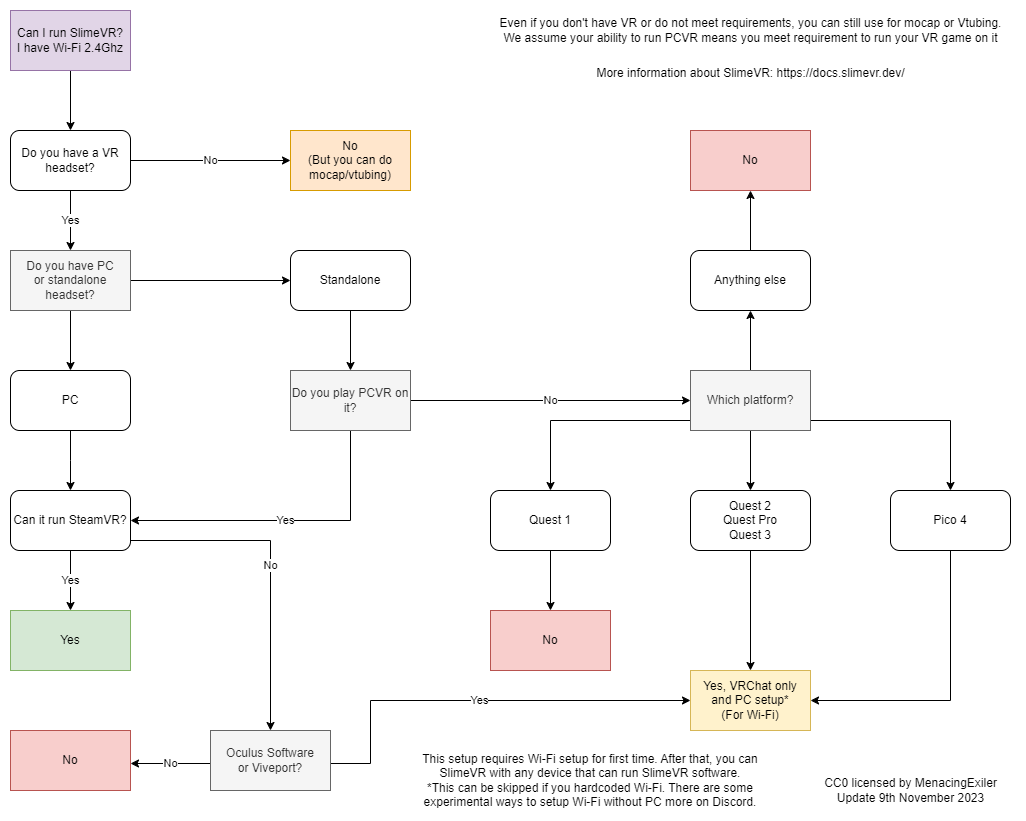 Can I run SlimeVR?
I have Wi-Fi 2.4Ghz
Even if you don't have VR or do not meet requirements, you can still use for mocap or Vtubing.
We assume your ability to run PCVR means you meet requirement to run your VR game on it
More information about SlimeVR: https://docs.slimevr.dev/
Do you have a VR
headset?
No
No
(But you can do
mocap/vtubing)
No
Yes
Do you have PC
or standalone
headset?
Standalone
Anything else
PC
Do you play PCVR on
it?
No
Which platform?
Can it run SteamVR?
Yes
Quest 1
Quest 2
Quest Pro
Quest 3
Pico 4
No
Yes
Yes
No
Yes, VRChat only
and PC setup*
(For Wi-Fi)
Yes
No
No
Oculus Software
or Viveport?
This setup requires Wi-Fi setup for first time. After that, you can
SlimeVR with any device that can run SlimeVR software.
*This can be skipped if you hardcoded Wi-Fi. There are some
experimental ways to setup Wi-Fi without PC more on Discord.
CC0 licensed by MenacingExiler
Update 9th November 2023